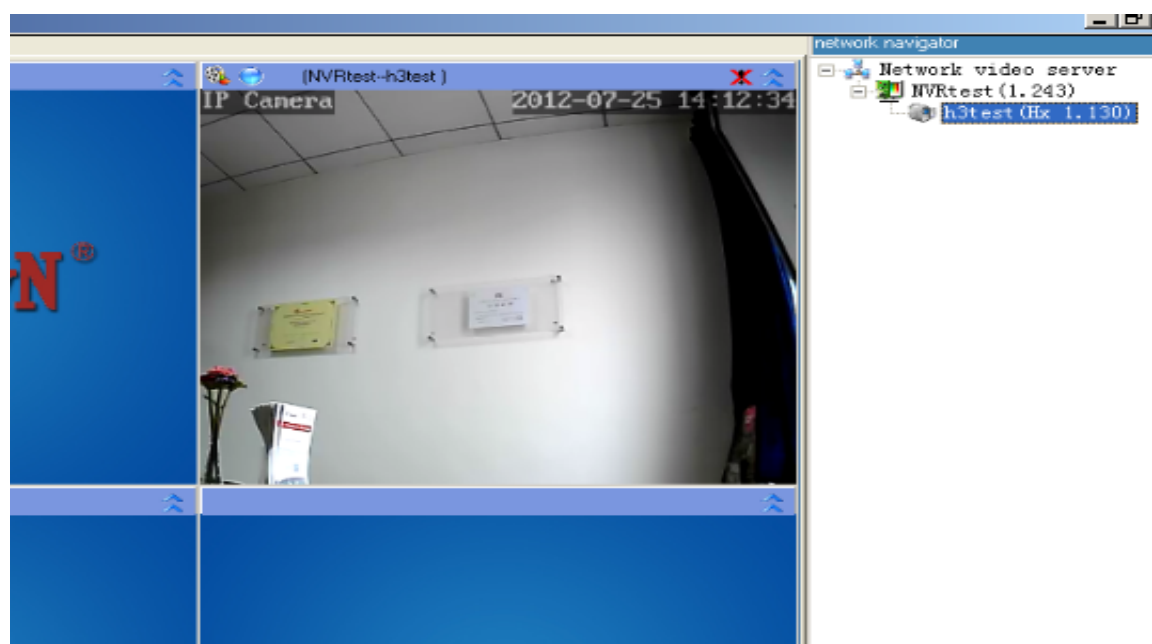 network navigator
(NVRtest--h3test )
Network video server
IP Camera
2012-07-25 14:12:34
NVRtest(1.243)
h3test(Hx 1.130)
N®